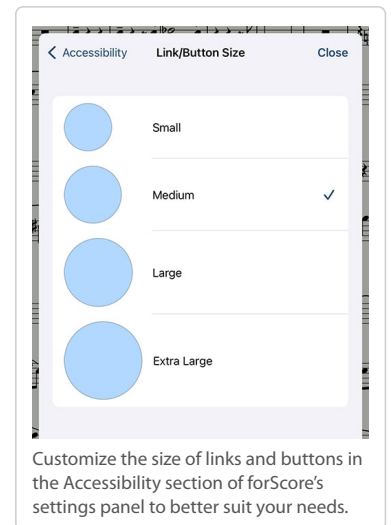 Accessibility Link/Button Size Close
Small
Medium
Large
Extra Large
Customize the size of links and buttons in
the Accessibility section of forScore’s
settings panel to better suit your needs.